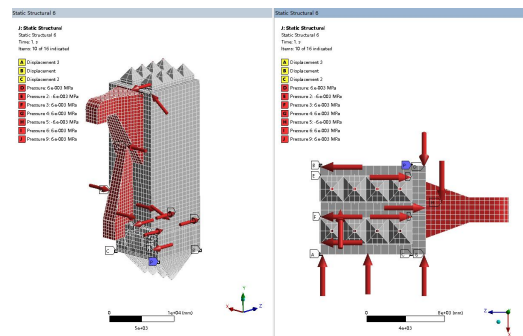 Static Structural 6
J: Static Structural
Static Structural 6
Time: 1. s
Items: 10 of 16 indicated
A Displacement 3
B Displacement
C Displacement 2
Pressure: 6.e-003 MPa
Pressure 2: -6.e-003 MPa
Pressure 3: 6.e-003 MPa
Pressure 4: 6.e-003 MPa
Pressure 5: -6.e-003 MPa
Pressure 6: 6.e-003 MPa
J Pressure 9: 6.e-003 MPa
C
Y
X
Z
0
1e+04 (mm)
5e+03
Static Structural 6
J: Static Structural
Static Structural 6
Time: 1. s
Items: 10 of 16 indicated
A Displacement 3
B Displacement
C Displacement 2
Pressure: 6.e-003 MPa
Pressure 2: -6.e-003 MPa
Pressure 3: 6.e-003 MPa
Pressure 4: 6.e-003 MPa
Pressure 5: -6.e-003 MPa
Pressure 6: 6.e-003 MPa
J Pressure 9: 6.e-003 MPa
B
F
E
A
Z
X
0
8e+03 (mm)
4e+03